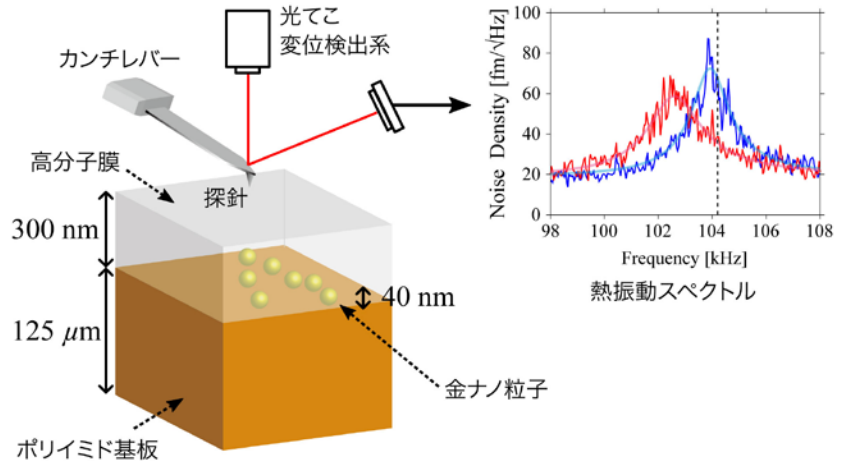 光てこ
変位検出系
カンチレバー
高分子膜
探針
300 nm
125 μm
40 nm
金ナノ粒子
ポリイミド基板
100
80
60
40
20
0
Noise Density [fm/√Hz]
98 100 102 104 106 108
Frequency [kHz]
熱振動スペクトル